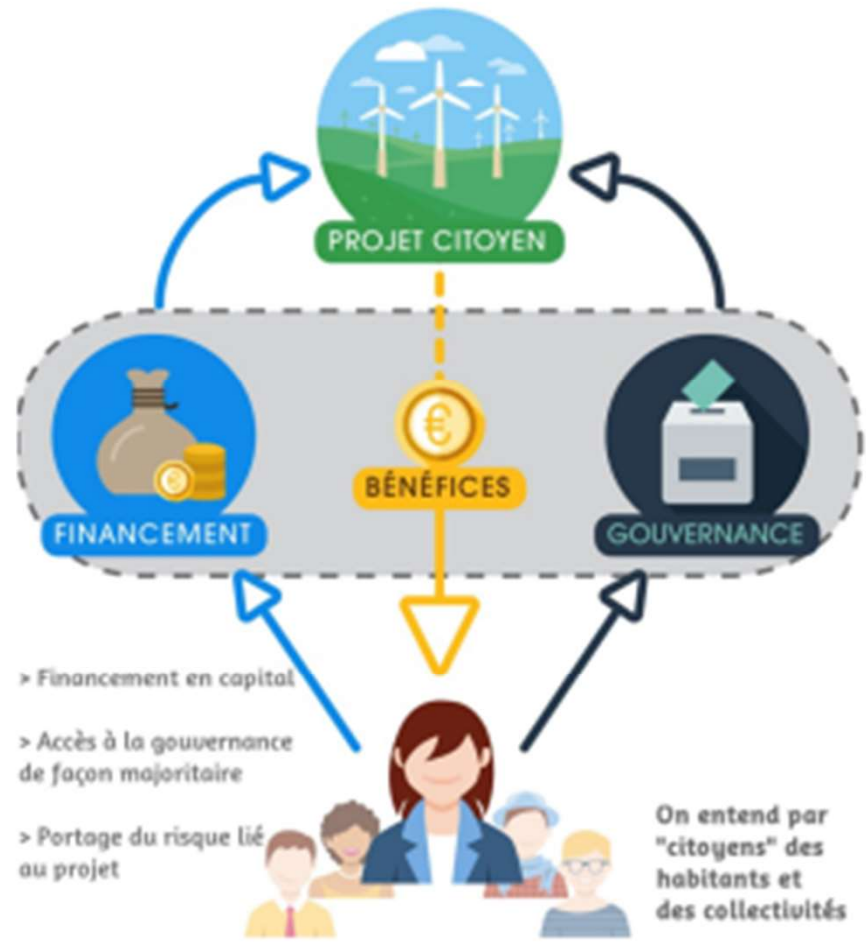 PROJET CITOYEN
€
BÉNÉFICES
€
FINANCEMENT
GOUVERNANCE
> Financement en capital
> Accès à la gouvernance
de façon majoritaire
> Portage du risque lié
au projet
On entend par
"citoyens" des
habitants et
des collectivités